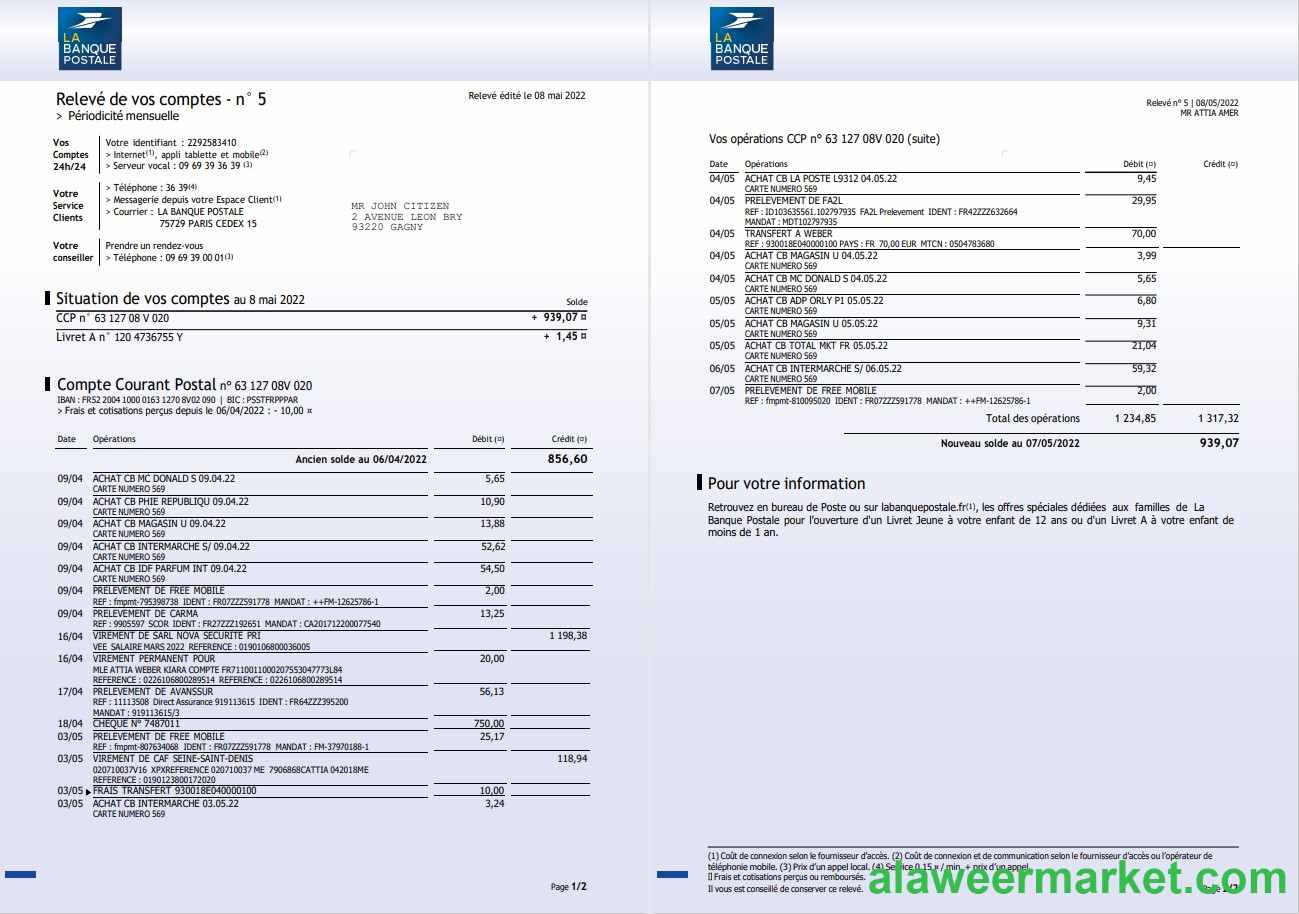 LA
BANQUE
POSTALE
Relevé de vos comptes - n° 5
Relevé édité le 08 mai 2022
> Périodicité mensuelle
Vos
Comptes
24h/24
Votre identifiant : 2292583410
> Internet(1), appli tablette et mobile(2)
> Serveur vocal : 09 69 39 36 39 (3)
Votre
Service
Clients
> Téléphone : 36 39(4)
> Messagerie depuis votre Espace Client(1)
> Courrier : LA BANQUE POSTALE
75729 PARIS CEDEX 15
MR JOHN CITIZEN
2 AVENUE LEON BRY
93220 GAGNY
Votre
conseiller
Prendre un rendez-vous
> Téléphone : 09 69 39 00 01(3)
Situation de vos comptes au 8 mai 2022
Solde
CCP n° 63 127 08 V 020 + 939,07 ¤
Livret A n° 120 4736755 Y + 1,45 ¤
Compte Courant Postal n° 63 127 08V 020
IBAN : FR52 2004 1000 0163 1270 8V02 090 | BIC : PSSTFRPPPAR
> Frais et cotisations perçus depuis le 06/04/2022 : - 10,00 ¤
Date Opérations Débit (¤) Crédit (¤)
Ancien solde au 06/04/2022 856,60
09/04 ACHAT CB MC DONALD S 09.04.22 5,65
CARTE NUMERO 569
09/04 ACHAT CB PHIE REPUBLIQU 09.04.22 10,90
CARTE NUMERO 569
09/04 ACHAT CB MAGASIN U 09.04.22 13,88
CARTE NUMERO 569
09/04 ACHAT CB INTERMARCHE S/ 09.04.22 52,62
CARTE NUMERO 569
09/04 ACHAT CB IDF PARFUM INT 09.04.22 54,50
CARTE NUMERO 569
09/04 PRELEVEMENT DE FREE MOBILE 2,00
REF : fmpmt-795398738 IDENT : FR07ZZZ591778 MANDAT : ++FM-12625786-1
09/04 PRELEVEMENT DE CARMA 13,25
REF : 9905597 SCOR IDENT : FR27ZZZ192651 MANDAT : CA201712200077540
16/04 VIREMENT DE SARL NOVA SECURITE PRI 1 198,38
VEE SALAIRE MARS 2022 REFERENCE : 0190106800036005
16/04 VIREMENT PERMANENT POUR 20,00
MLE ATTIA WEBER KIARA COMPTE FR7110011000207553047773L84
REFERENCE : 0226106800289514 REFERENCE : 0226106800289514
17/04 PRELEVEMENT DE AVANSSUR 56,13
REF : 11113508 Direct Assurance 919113615 IDENT : FR64ZZZ395200
MANDAT : 919113615/3
18/04 CHEQUE N° 7487011 750,00
03/05 PRELEVEMENT DE FREE MOBILE 25,17
REF : fmpmt-807634068 IDENT : FR07ZZZ591778 MANDAT : FM-37970188-1
03/05 VIREMENT DE CAF SEINE-SAINT-DENIS 118,94
020710037V16 XPXREFERENCE 020710037 ME 7906868CATTIA 042018ME
REFERENCE : 0190123800172020
03/05 FRAIS TRANSFERT 930018E040000100 10,00
03/05 ACHAT CB INTERMARCHE 03.05.22 3,24
CARTE NUMERO 569
Page 1/2
LA
BANQUE
POSTALE
Relevé n° 5 | 08/05/2022
MR ATTIA AMER
Vos opérations CCP n° 63 127 08V 020 (suite)
Date Opérations Débit (¤) Crédit (¤)
04/05 ACHAT CB LA POSTE L9312 04.05.22 9,45
CARTE NUMERO 569
04/05 PRELEVEMENT DE FA2L 29,95
REF : ID103635561.102797935 FA2L Prelevement IDENT : FR42ZZZ632664
MANDAT : MDT102797935
04/05 TRANSFERT A WEBER 70,00
REF : 930018E040000100 PAYS : FR 70,00 EUR MTCN : 0504783680
04/05 ACHAT CB MAGASIN U 04.05.22 3,99
CARTE NUMERO 569
04/05 ACHAT CB MC DONALD S 04.05.22 5,65
CARTE NUMERO 569
05/05 ACHAT CB ADP ORLY P1 05.05.22 6,80
CARTE NUMERO 569
05/05 ACHAT CB MAGASIN U 05.05.22 9,31
CARTE NUMERO 569
05/05 ACHAT CB TOTAL MKT FR 05.05.22 21,04
CARTE NUMERO 569
06/05 ACHAT CB INTERMARCHE S/ 06.05.22 59,32
CARTE NUMERO 569
07/05 PRELEVEMENT DE FREE MOBILE 2,00
REF : fmpmt-810095020 IDENT : FR07ZZZ591778 MANDAT : ++FM-12625786-1
Total des opérations 1 234,85 1 317,32
Nouveau solde au 07/05/2022 939,07
Pour votre information
Retrouvez en bureau de Poste ou sur labanquepostale.fr(1), les offres spéciales dédiées aux familles de La
Banque Postale pour l'ouverture d'un Livret Jeune à votre enfant de 12 ans ou d'un Livret A à votre enfant de
moins de 1 an.
(1) Coût de connexion selon le fournisseur d'accès. (2) Coût de connexion et de communication selon le fournisseur d'accès ou l'opérateur de
téléphonie mobile. (3) Prix d'un appel local. (4) Service 0,15 ¤ / min. + prix d'un appel.
Frais et cotisations perçus ou remboursés.
Il vous est conseillé de conserver ce relevé.
Page 2/2
alaweermarket.com